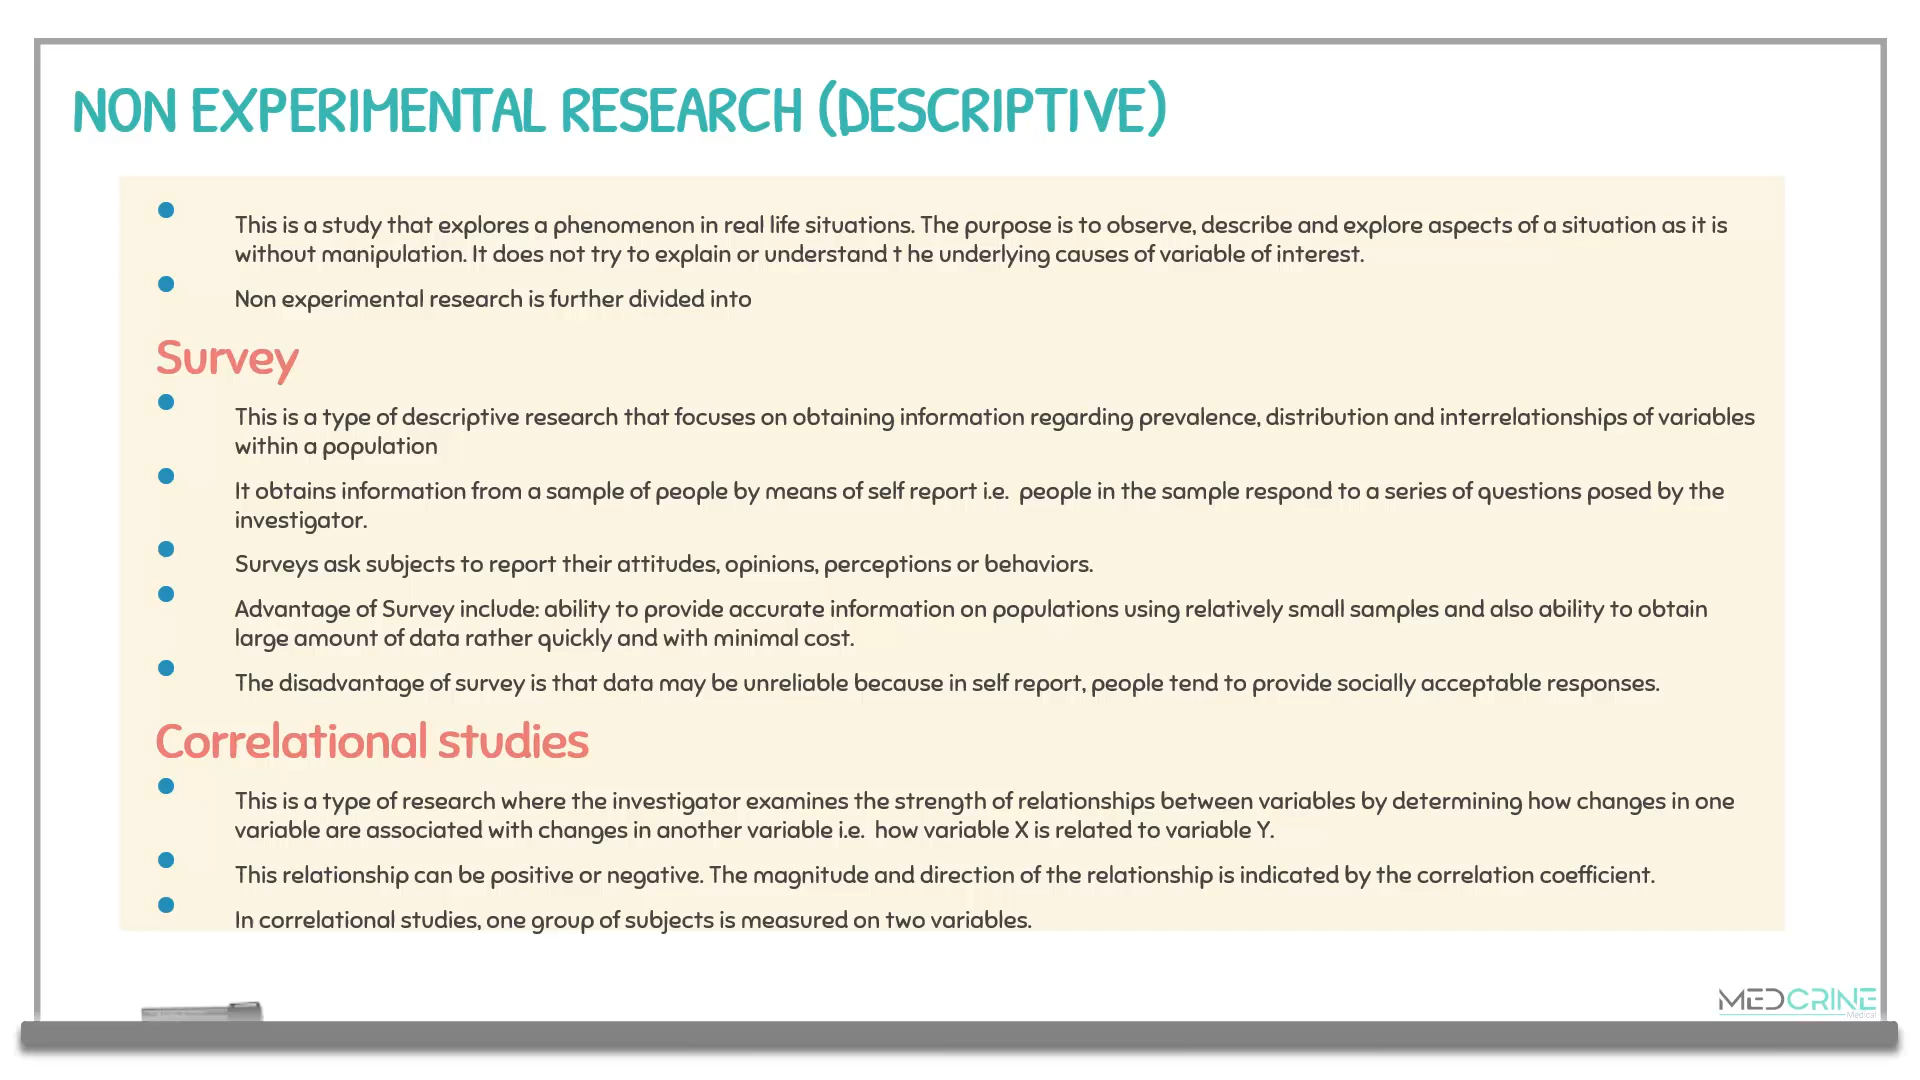 NON EXPERIMENTAL RESEARCH (DESCRIPTIVE)
This is a study that explores a phenomenon in real life situations. The purpose is to observe, describe and explore aspects of a situation as it is
without manipulation. It does not try to explain or understand t he underlying causes of variable of interest.
Non experimental research is further divided into
Survey
This is a type of descriptive research that focuses on obtaining information regarding prevalence, distribution and interrelationships of variables
within a population
It obtains information from a sample of people by means of self report i.e. people in the sample respond to a series of questions posed by the
investigator.
Surveys ask subjects to report their attitudes, opinions, perceptions or behaviors.
Advantage of Survey include: ability to provide accurate information on populations using relatively small samples and also ability to obtain
large amount of data rather quickly and with minimal cost.
The disadvantage of survey is that data may be unreliable because in self report, people tend to provide socially acceptable responses.
Correlational studies
This is a type of research where the investigator examines the strength of relationships between variables by determining how changes in one
variable are associated with changes in another variable i.e. how variable X is related to variable Y.
This relationship can be positive or negative. The magnitude and direction of the relationship is indicated by the correlation coefficient.
In correlational studies, one group of subjects is measured on two variables.
MEDCRINE
Medical